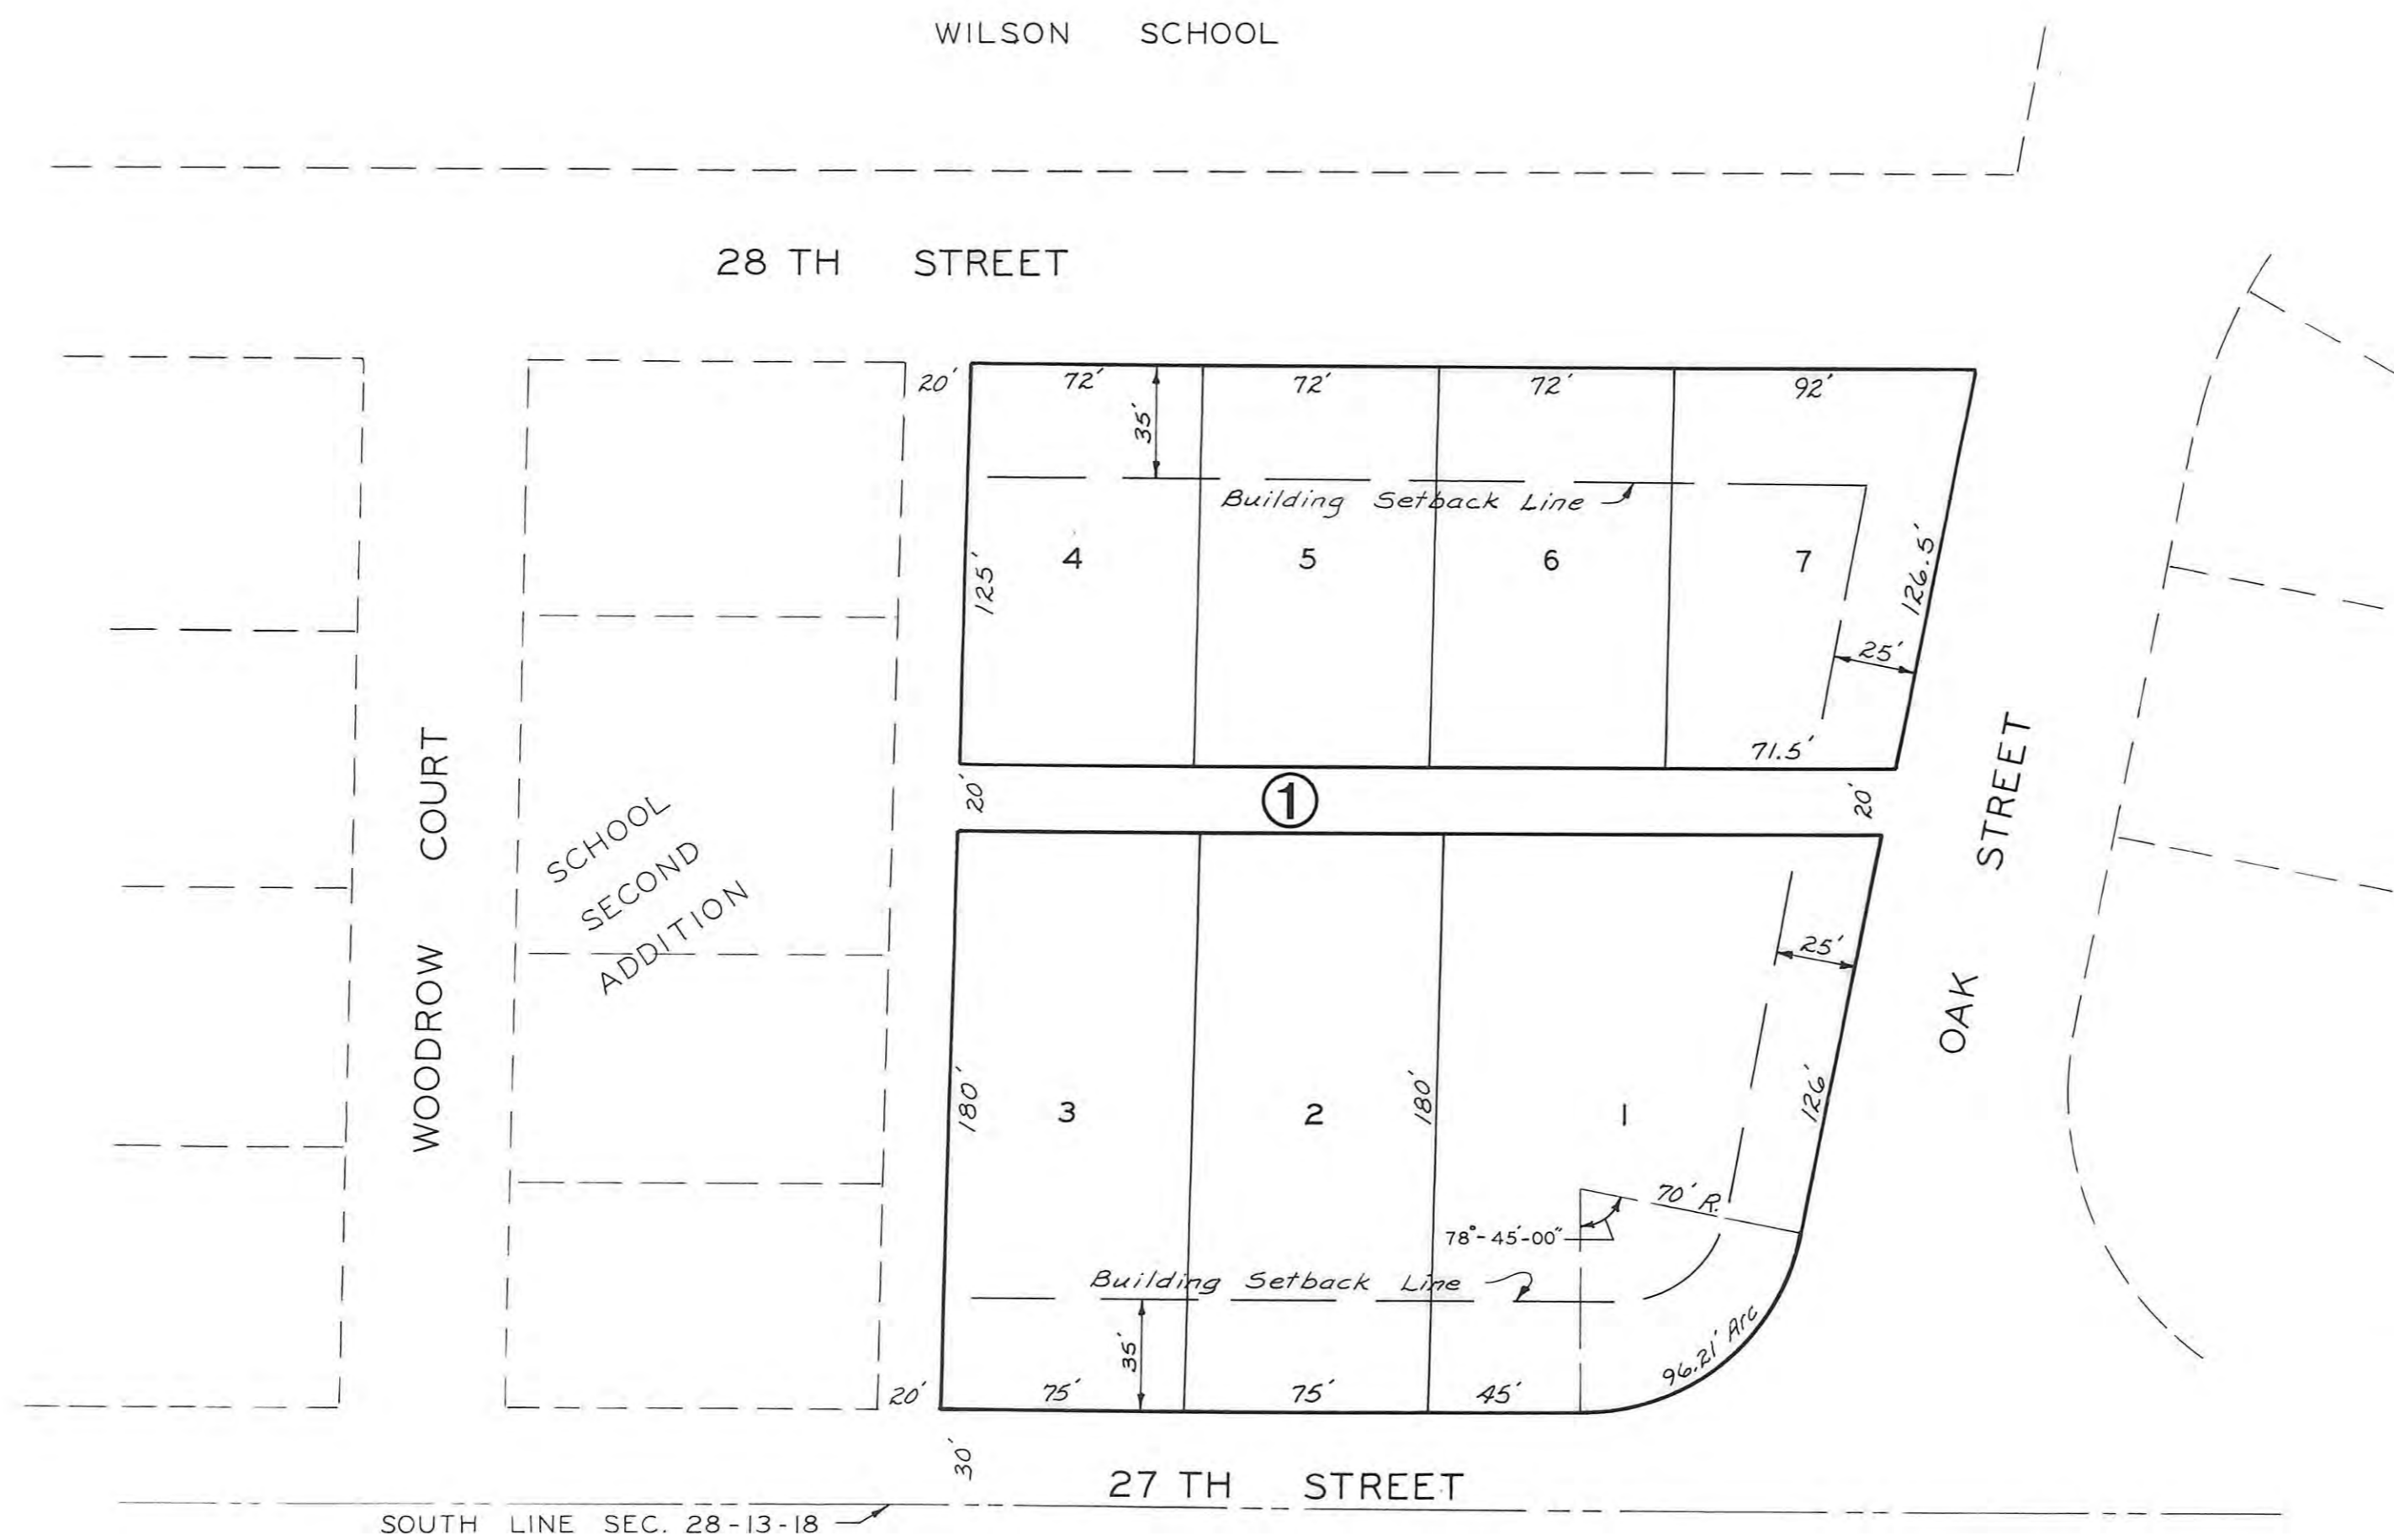 WILSON SCHOOL
28 TH STREET
20' 72' 72' 72' 92'
35'
Building Setback Line
4 5 6 7
125'
126.5'
25'
71.5'
20' 1 20'
WOODROW COURT
SCHOOL
SECOND
ADDITION
OAK STREET
25'
180' 3 2 180' 1 126'
70' R.
78°-45'-00"
Building Setback Line
35'
96.21' Arc
20' 75' 75' 45'
30'
27 TH STREET
SOUTH LINE SEC. 28-13-18